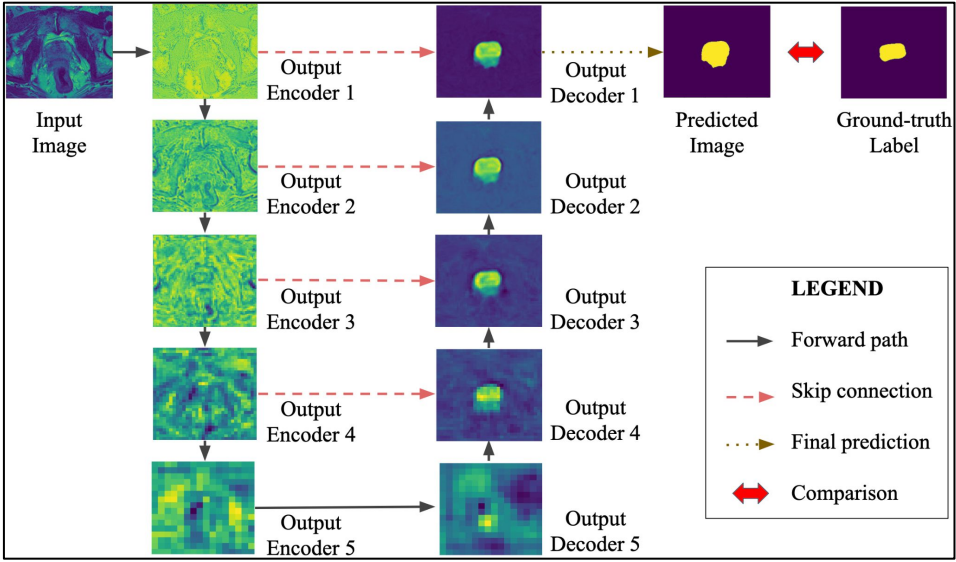 Input
Image
Output
Encoder 1
Output
Decoder 1
Predicted
Image
Ground-truth
Label
Output
Encoder 2
Output
Decoder 2
Output
Encoder 3
Output
Decoder 3
Output
Encoder 4
Output
Decoder 4
Output
Encoder 5
Output
Decoder 5
LEGEND
Forward path
Skip connection
Final prediction
Comparison